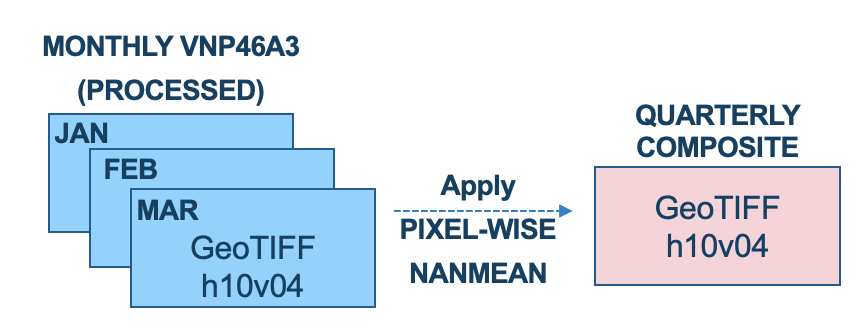 MONTHLY VNP46A3
(PROCESSED)
JAN
FEB
MAR
GeoTIFF
h10v04
Apply
PIXEL-WISE
NANMEAN
QUARTERLY
COMPOSITE
GeoTIFF
h10v04